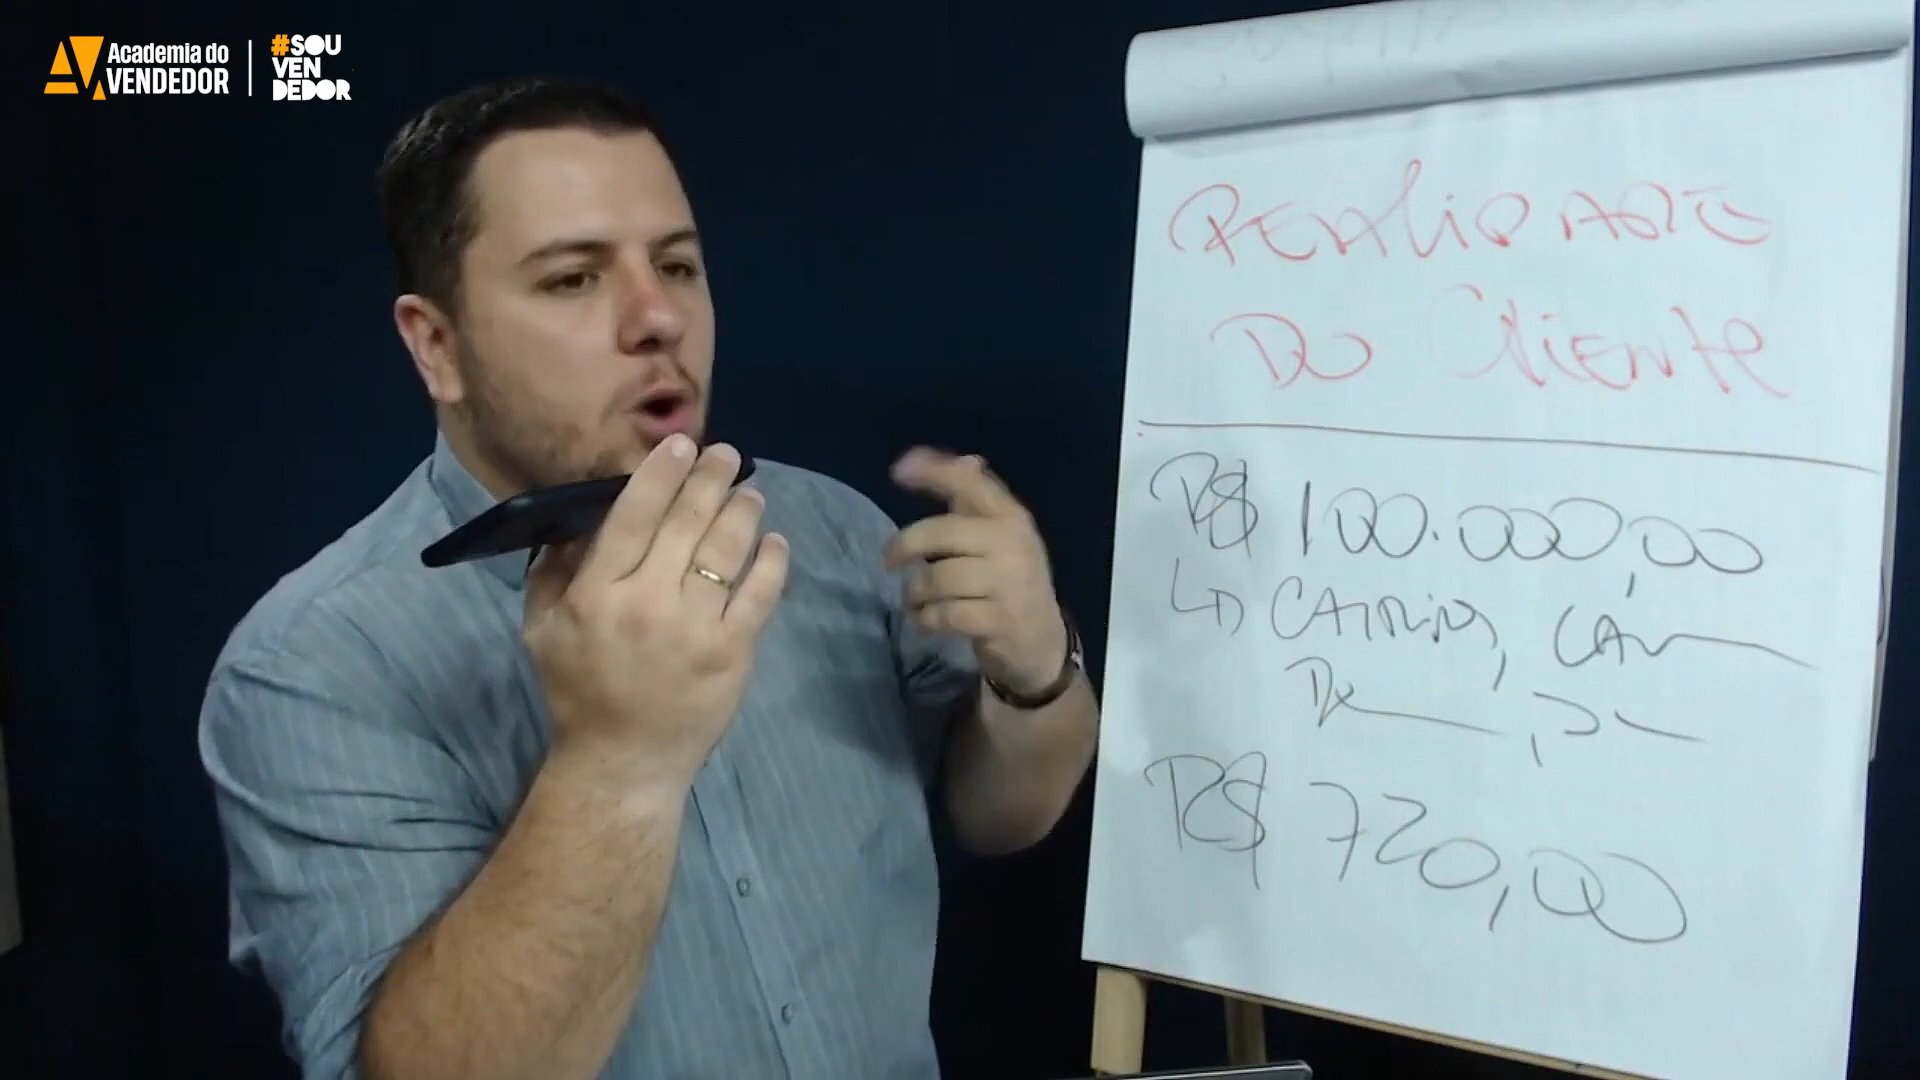 Academia do
VENDEDOR
#SOU
VEN
DEDOR
REALIDADE
DO CLIENTE
R$ 100.000,00
R$ 720,00